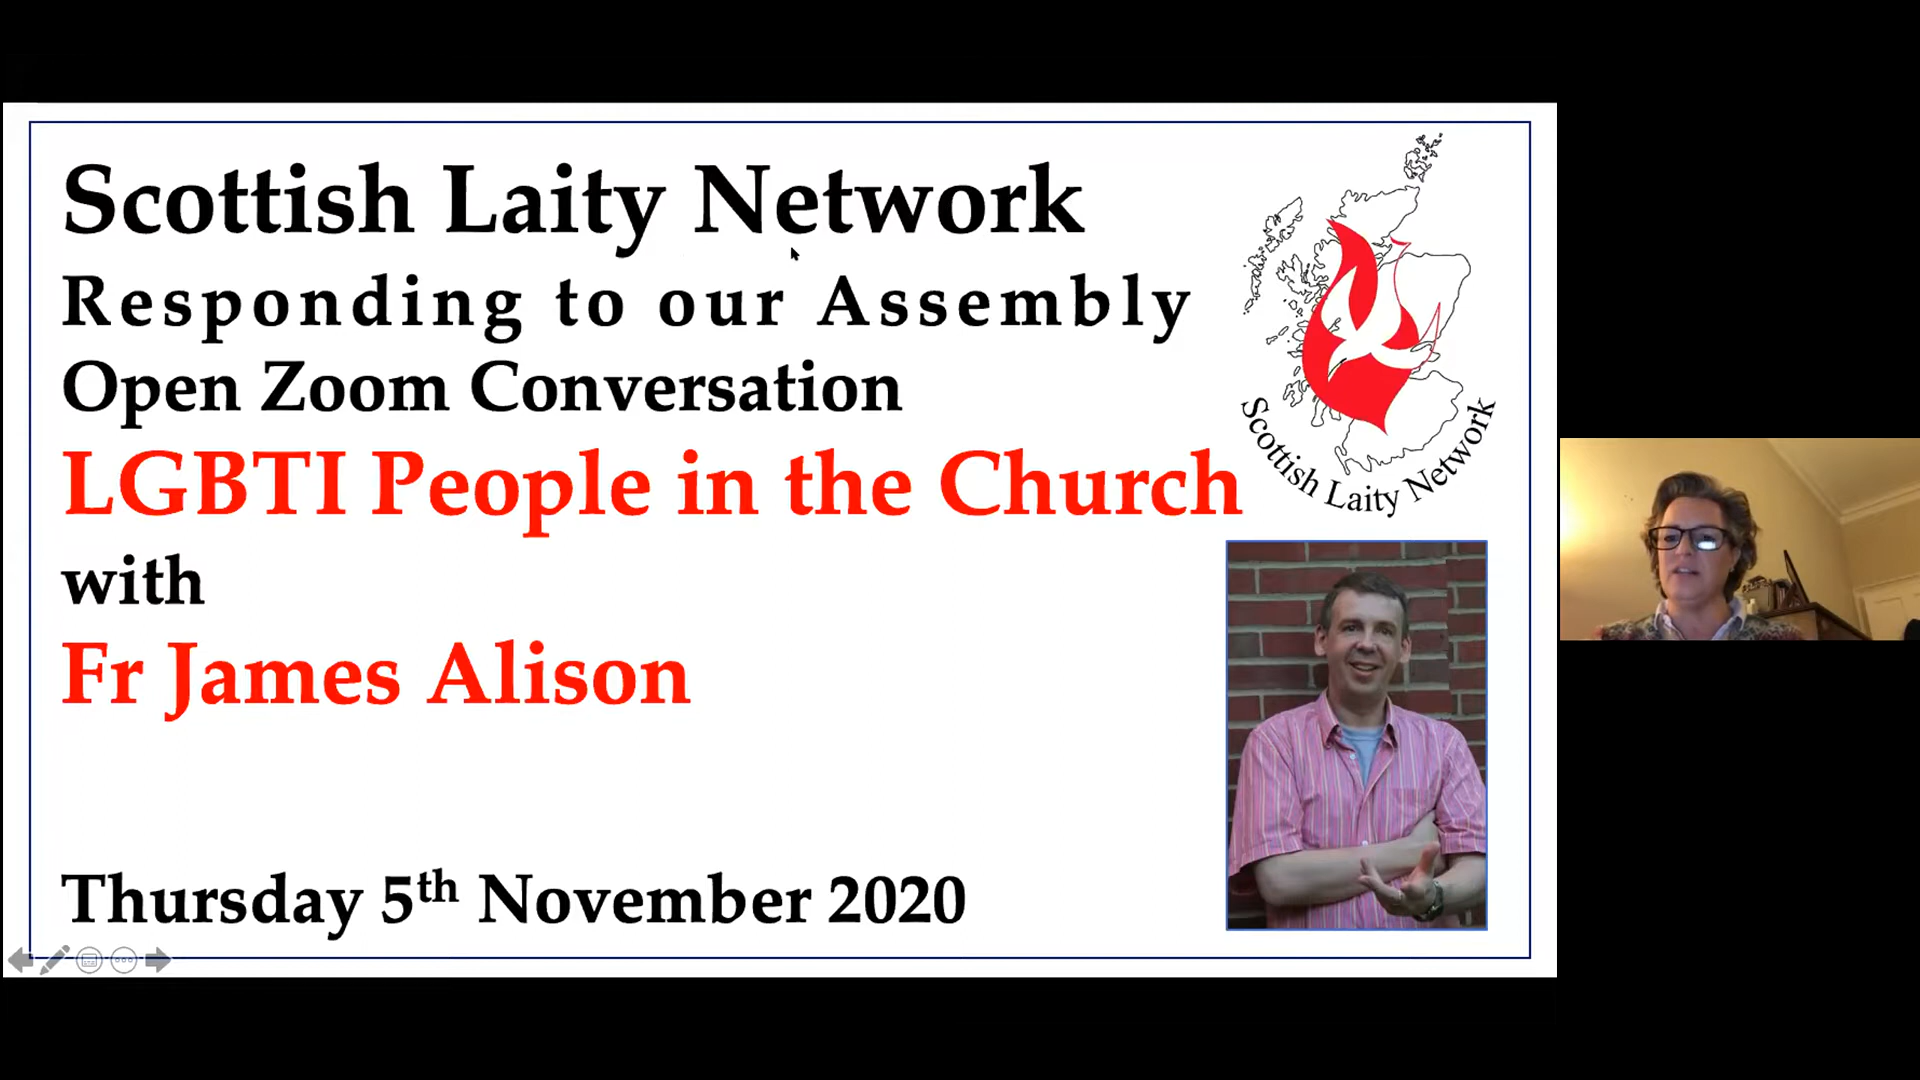 Scottish Laity Network
Responding to our Assembly
Open Zoom Conversation
LGBTI People in the Church
with
Fr James Alison
Thursday 5th November 2020
Scottish Laity Network